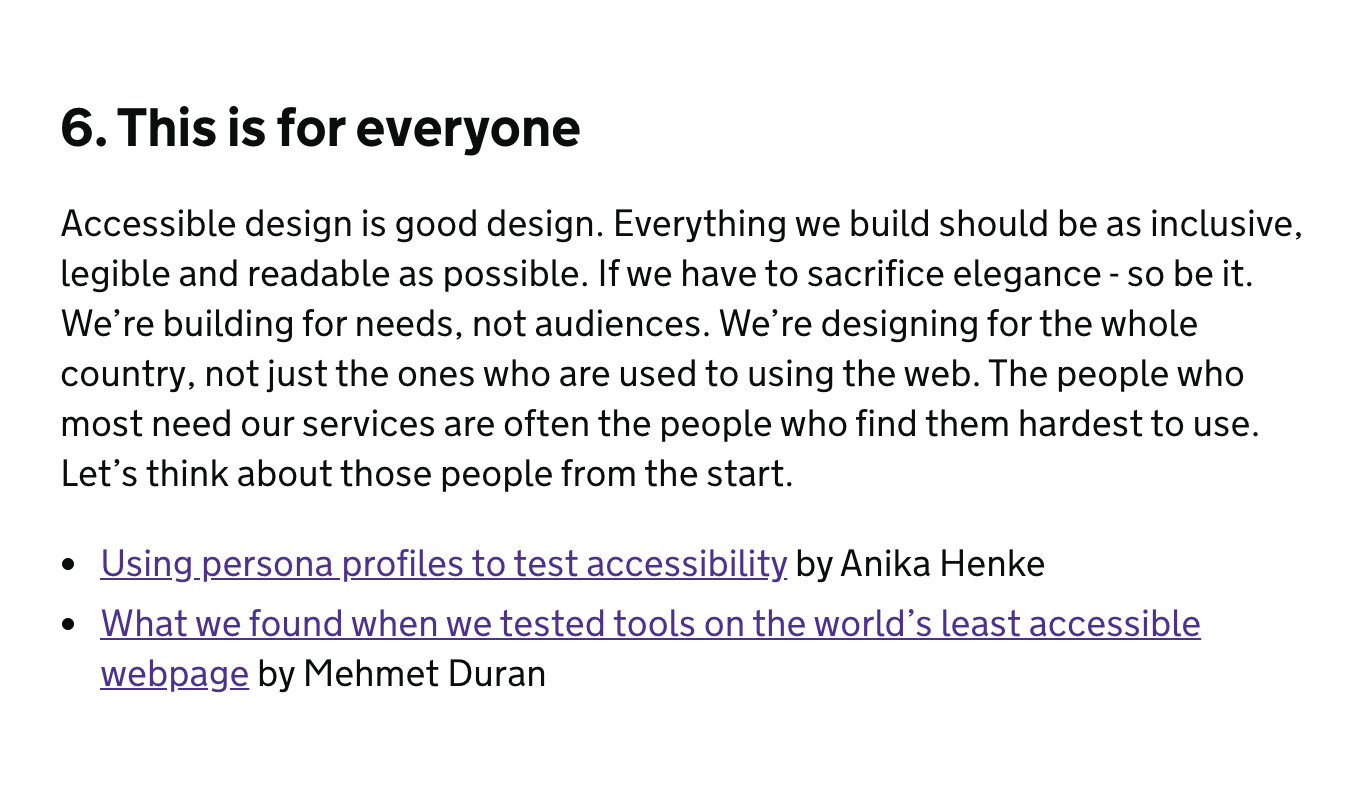 6. This is for everyone
Accessible design is good design. Everything we build should be as inclusive,
legible and readable as possible. If we have to sacrifice elegance - so be it.
We’re building for needs, not audiences. We’re designing for the whole
country, not just the ones who are used to using the web. The people who
most need our services are often the people who find them hardest to use.
Let’s think about those people from the start.
• Using persona profiles to test accessibility by Anika Henke
• What we found when we tested tools on the world’s least accessible
webpage by Mehmet Duran